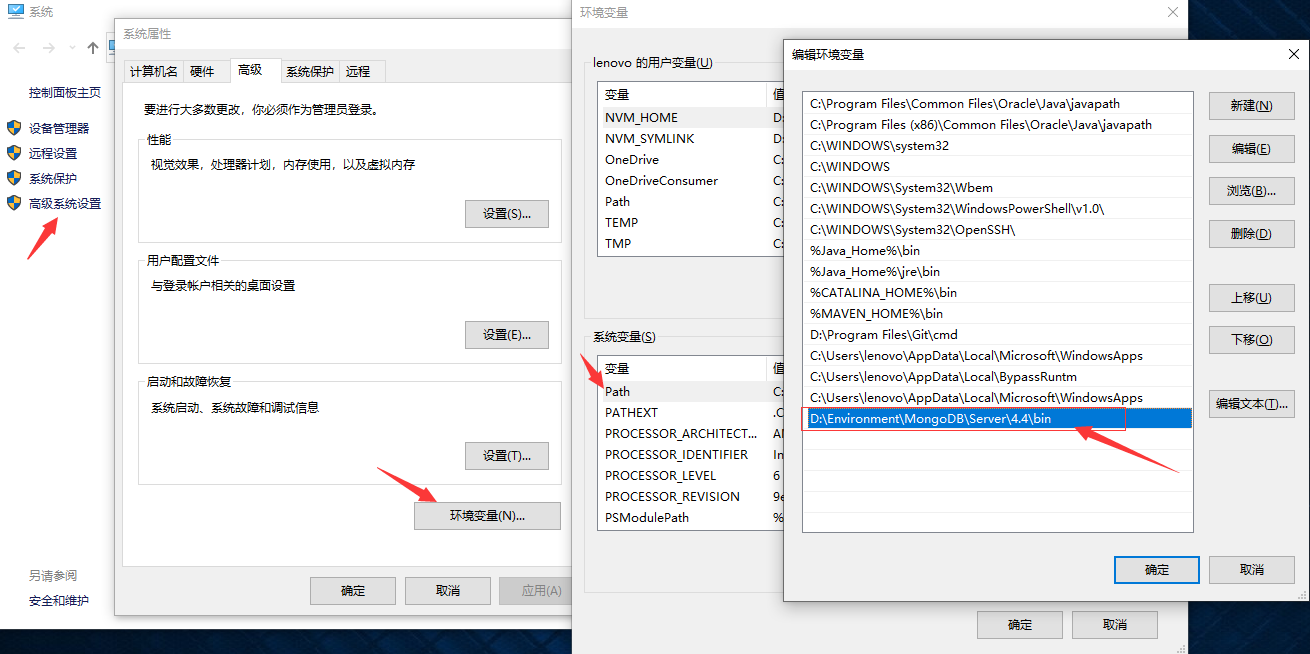 系统
控制面板主页
设备管理器
远程设置
系统保护
高级系统设置
另请参阅
安全和维护
系统属性
计算机名 硬件 高级 系统保护 远程
要进行大多数更改，你必须作为管理员登录。
性能
视觉效果，处理器计划，内存使用，以及虚拟内存
设置(S)...
用户配置文件
与登录帐户相关的桌面设置
设置(E)...
启动和故障恢复
系统启动、系统故障和调试信息
设置(T)...
环境变量(N)...
确定 取消 应用(A)
环境变量
lenovo 的用户变量(U)
变量 值
NVM_HOME D:
NVM_SYMLINK D:
OneDrive C:
OneDriveConsumer C:
Path C:
TEMP C:
TMP C:
系统变量(S)
变量 值
Path C:
PATHEXT .C
PROCESSOR_ARCHITECT... AM
PROCESSOR_IDENTIFIER In
PROCESSOR_LEVEL 6
PROCESSOR_REVISION 9e
PSModulePath %
确定 取消
编辑环境变量
C:\Program Files\Common Files\Oracle\Java\javapath
C:\Program Files (x86)\Common Files\Oracle\Java\javapath
C:\WINDOWS\system32
C:\WINDOWS
C:\WINDOWS\System32\Wbem
C:\WINDOWS\System32\WindowsPowerShell\v1.0\
C:\WINDOWS\System32\OpenSSH\
%Java_Home%\bin
%Java_Home%\jre\bin
%CATALINA_HOME%\bin
%MAVEN_HOME%\bin
D:\Program Files\Git\cmd
C:\Users\lenovo\AppData\Local\Microsoft\WindowsApps
C:\Users\lenovo\AppData\Local\BypassRuntm
C:\Users\lenovo\AppData\Local\Microsoft\WindowsApps
D:\Environment\MongoDB\Server\4.4\bin
新建(N)
编辑(E)
浏览(B)...
删除(D)
上移(U)
下移(O)
编辑文本(T)...
确定 取消